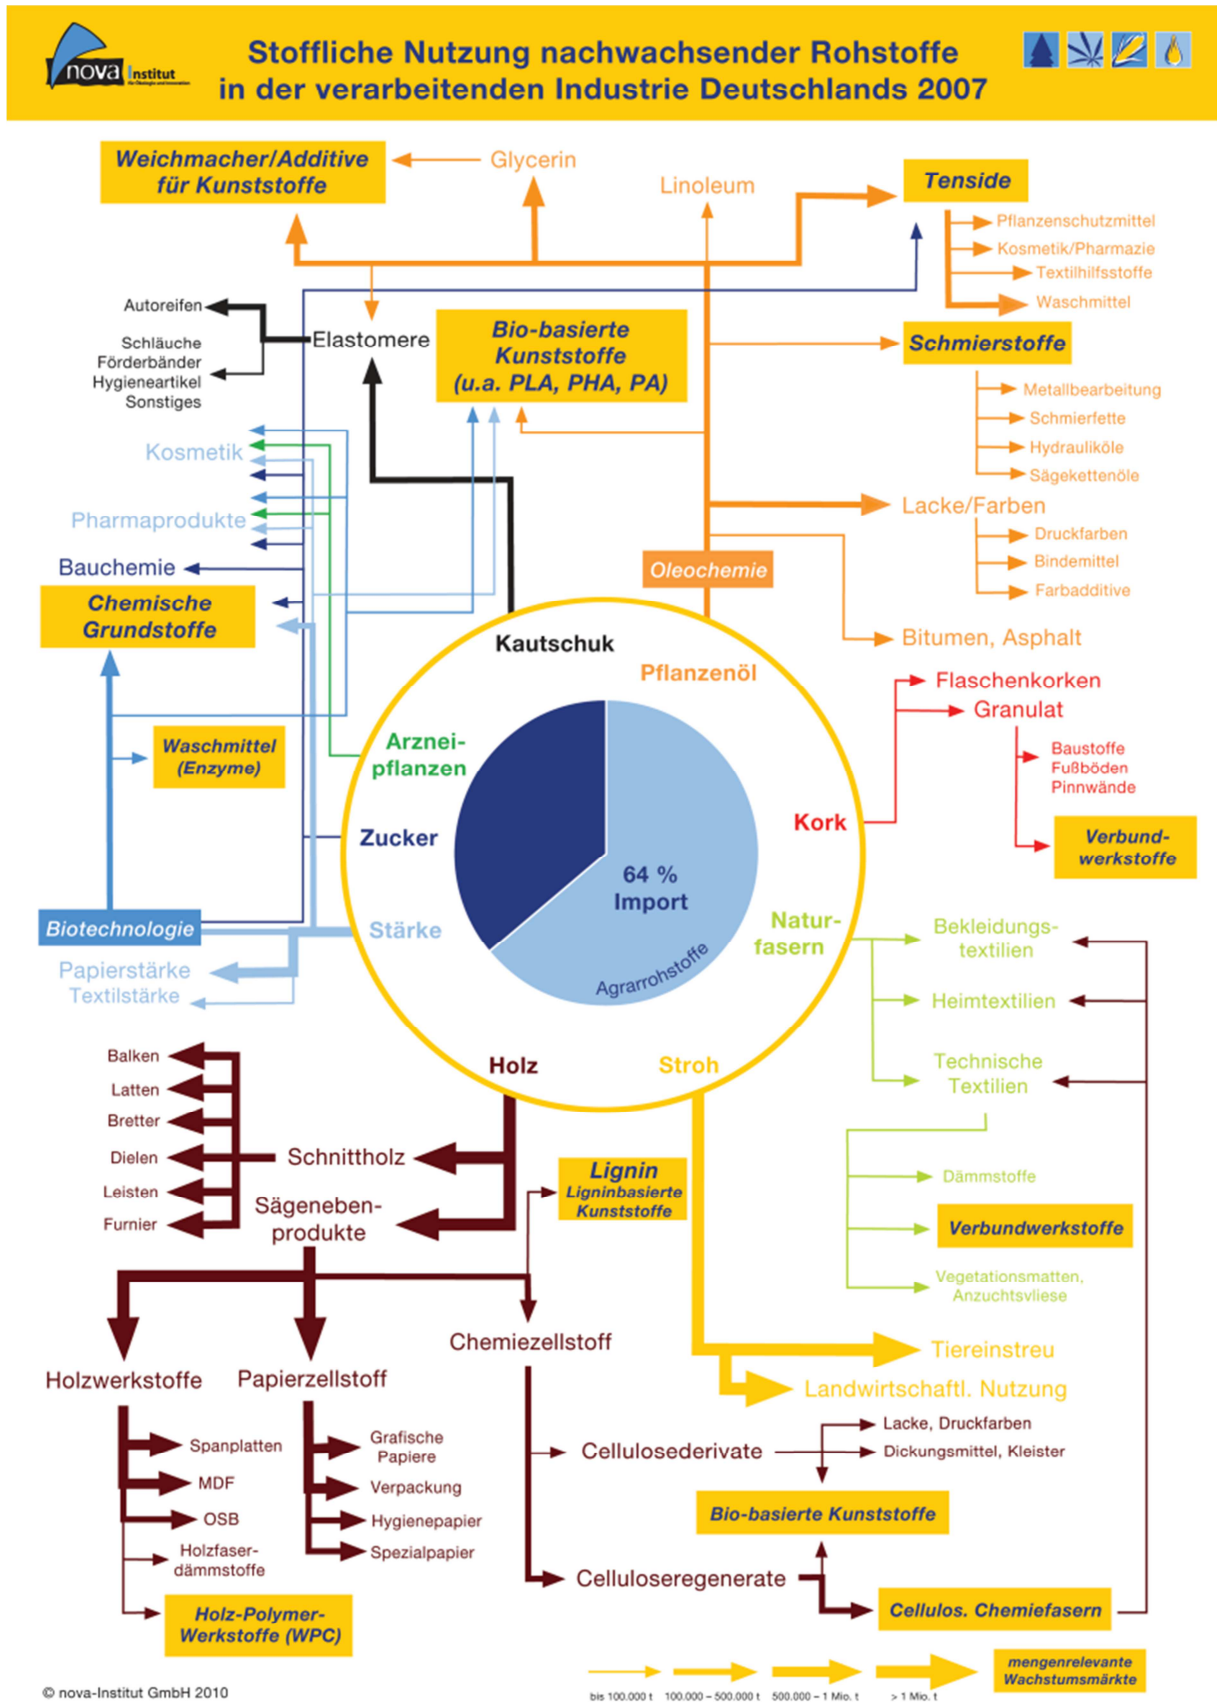 nova Institut
für Ökologie und Innovation
Stoffliche Nutzung nachwachsender Rohstoffe
in der verarbeitenden Industrie Deutschlands 2007
Weichmacher/Additive
für Kunststoffe
Glycerin
Linoleum
Tenside
Pflanzenschutzmittel
Kosmetik/Pharmazie
Textilhilfsstoffe
Waschmittel
Autoreifen
Schläuche
Förderbänder
Hygieneartikel
Sonstiges
Elastomere
Bio-basierte
Kunststoffe
(u.a. PLA, PHA, PA)
Schmierstoffe
Metallbearbeitung
Schmierfette
Hydrauliköle
Sägekettenöle
Kosmetik
Pharmaprodukte
Bauchemie
Chemische
Grundstoffe
Lacke/Farben
Druckfarben
Bindemittel
Farbadditive
Oleochemie
Bitumen, Asphalt
Kautschuk
Pflanzenöl
Flaschenkorken
Granulat
Baustoffe
Fußböden
Pinnwände
Verbund-
werkstoffe
Waschmittel
(Enzyme)
Arznei-
pflanzen
Zucker
Kork
64 %
Import
Agrarrohstoffe
Biotechnologie
Stärke
Papierstärke
Textilstärke
Natur-
fasern
Bekleidungs-
textilien
Heimtextilien
Technische
Textilien
Dämmstoffe
Verbundwerkstoffe
Vegetationsmatten,
Anzuchtsvliese
Holz
Stroh
Balken
Latten
Bretter
Dielen
Leisten
Furnier
Schnittholz
Sägeneben-
produkte
Lignin
Ligninbasierte
Kunststoffe
Chemiezellstoff
Tiereinstreu
Landwirtschaftl. Nutzung
Holzwerkstoffe
Papierzellstoff
Spanplatten
MDF
OSB
Holzfaser-
dämmstoffe
Holz-Polymer-
Werkstoffe (WPC)
Grafische
Papiere
Verpackung
Hygienepapier
Spezialpapier
Cellulosederivate
Lacke, Druckfarben
Dickungsmittel, Kleister
Bio-basierte Kunststoffe
Celluloseregenerate
Cellulos. Chemiefasern
© nova-Institut GmbH 2010
bis 100.000 t
100.000 – 500.000 t
500.000 – 1 Mio. t
> 1 Mio. t
mengenrelevante
Wachstumsmärkte